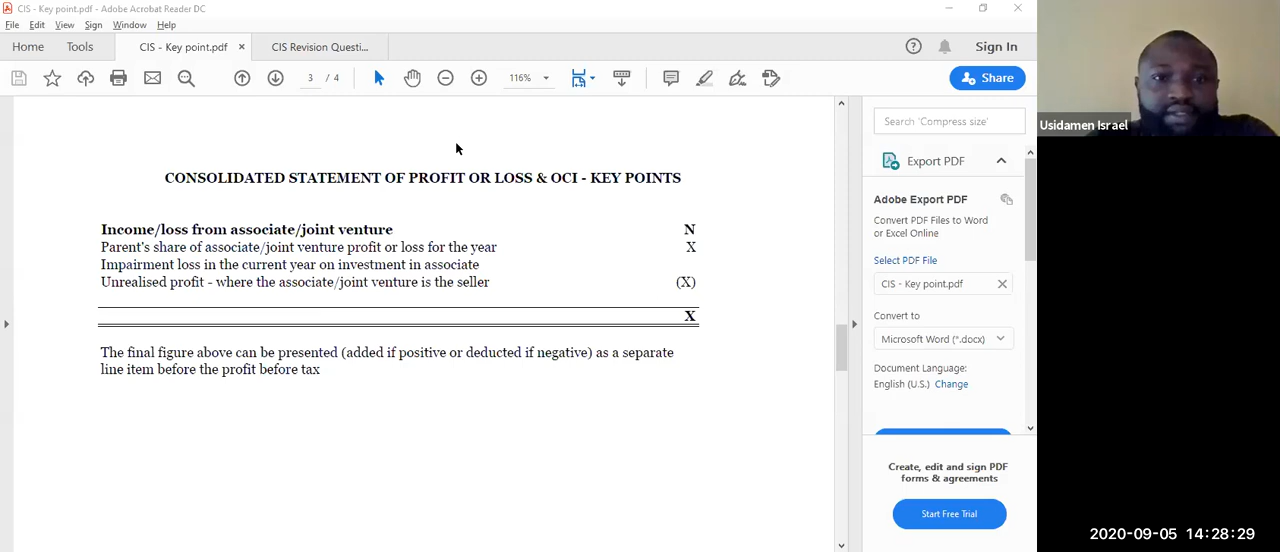 CIS - Key point.pdf - Adobe Acrobat Reader DC
File Edit View Sign Window Help
Home Tools CIS - Key point.pdf × CIS Revision Questi... Sign In
3 / 4 116% Share
CONSOLIDATED STATEMENT OF PROFIT OR LOSS & OCI - KEY POINTS
Income/loss from associate/joint venture N
Parent's share of associate/joint venture profit or loss for the year X
Impairment loss in the current year on investment in associate
Unrealised profit - where the associate/joint venture is the seller (X)
X
The final figure above can be presented (added if positive or deducted if negative) as a separate
line item before the profit before tax
Search 'Compress size'
Export PDF
Adobe Export PDF
Convert PDF Files to Word
or Excel Online
Select PDF File
CIS - Key point.pdf
Convert to
Microsoft Word (*.docx)
Document Language:
English (U.S.) Change
Create, edit and sign PDF
forms & agreements
Start Free Trial
Usidamen Israel
2020-09-05 14:28:29